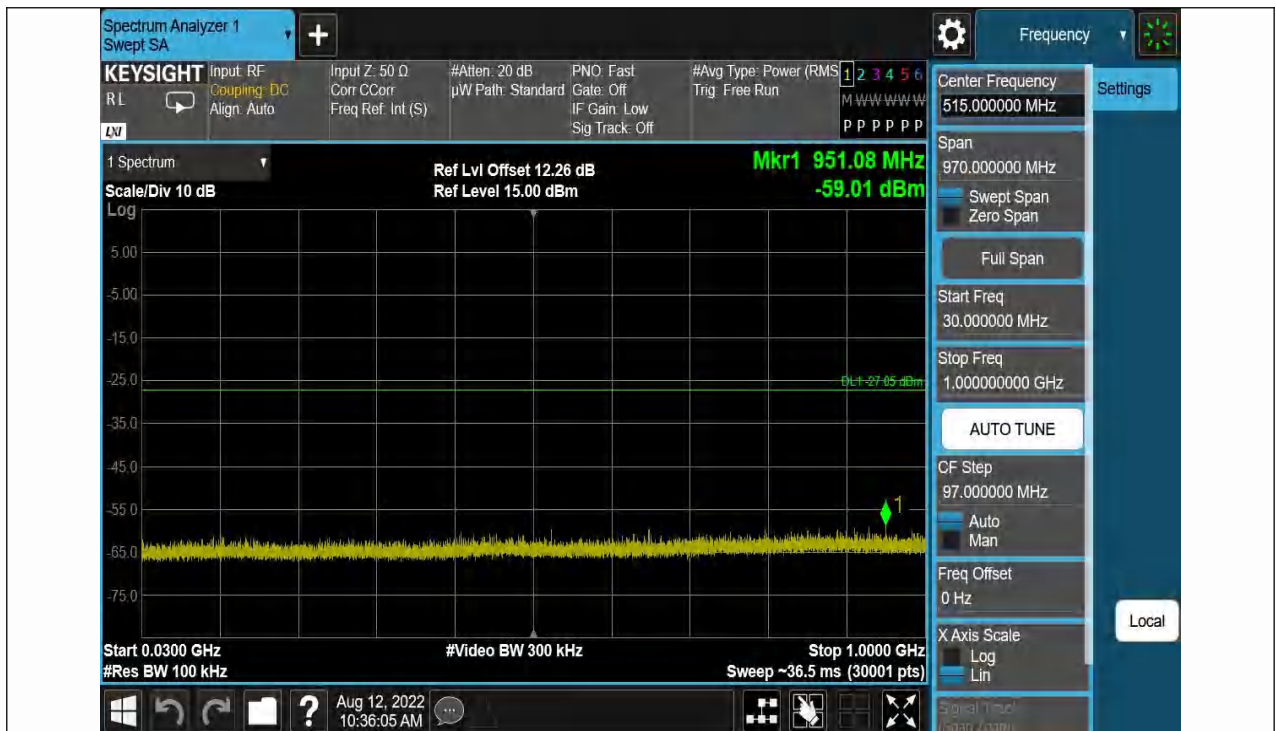 Spectrum Analyzer 1
Swept SA
+
Frequency
KEYSIGHT
RL
LXI
Input: RF
Coupling: DC
Align: Auto
Input Z: 50 Ω
Corr CCorr
Freq Ref: Int (S)
#Atten: 20 dB
µW Path: Standard
PNO: Fast
Gate: Off
IF Gain: Low
Sig Track: Off
#Avg Type: Power (RMS
Trig: Free Run
1 2 3 4 5 6
M W W W W W
P P P P P P
1 Spectrum
Scale/Div 10 dB
Ref Lvl Offset 12.26 dB
Ref Level 15.00 dBm
Mkr1 951.08 MHz
-59.01 dBm
Log
5.00
-5.00
-15.0
-25.0
DL1 -27.05 dBm
-35.0
-45.0
-55.0
1
-65.0
-75.0
Start 0.0300 GHz
#Video BW 300 kHz
Stop 1.0000 GHz
#Res BW 100 kHz
Sweep ~36.5 ms (30001 pts)
?
Aug 12, 2022
10:36:05 AM
Center Frequency
515.000000 MHz
Settings
Span
970.000000 MHz
Swept Span
Zero Span
Full Span
Start Freq
30.000000 MHz
Stop Freq
1.000000000 GHz
AUTO TUNE
CF Step
97.000000 MHz
Auto
Man
Freq Offset
0 Hz
X Axis Scale
Log
Lin
Local
Signal Track
(Span Zoom)